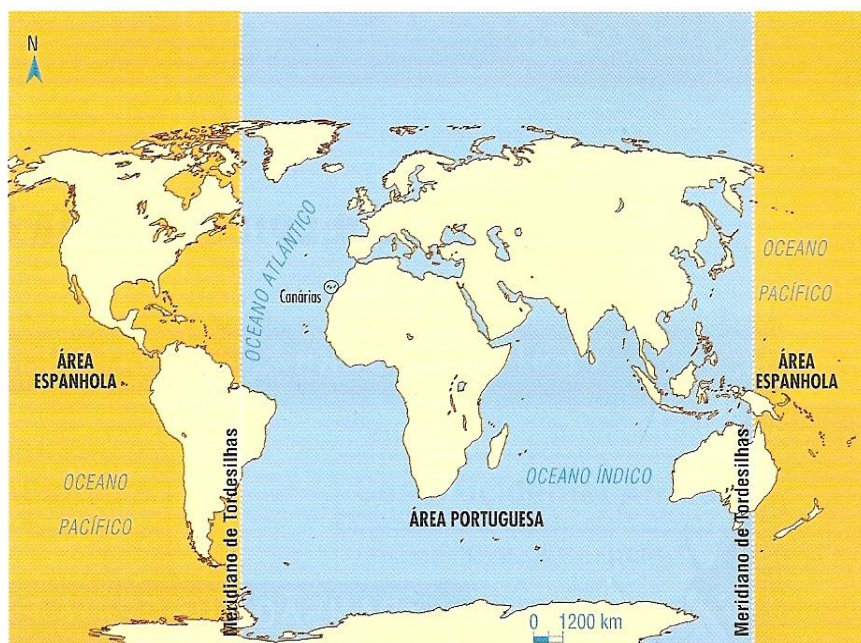 N
OCEANO ATLÂNTICO
Canárias
OCEANO
PACÍFICO
ÁREA
ESPANHOLA
ÁREA
ESPANHOLA
OCEANO
PACÍFICO
Meridiano de Tordesilhas
OCEANO ÍNDICO
ÁREA PORTUGUESA
Meridiano de Tordesilhas
0 1200 km